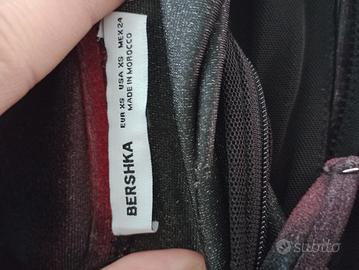 BERSHKA
EUR XS USA XS MEX 24
MADE IN MOROCCO
subito